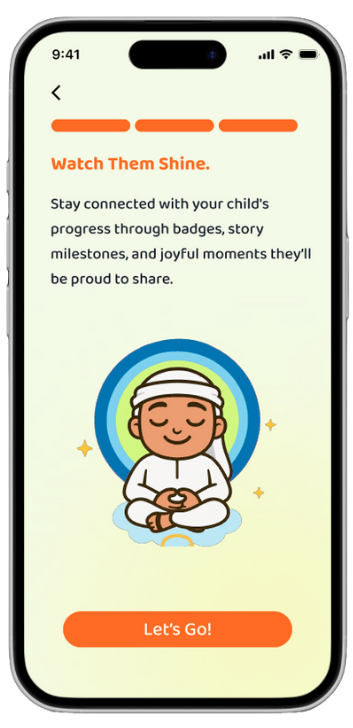 9:41
Watch Them Shine.
Stay connected with your child's
progress through badges, story
milestones, and joyful moments they'll
be proud to share.
Let's Go!